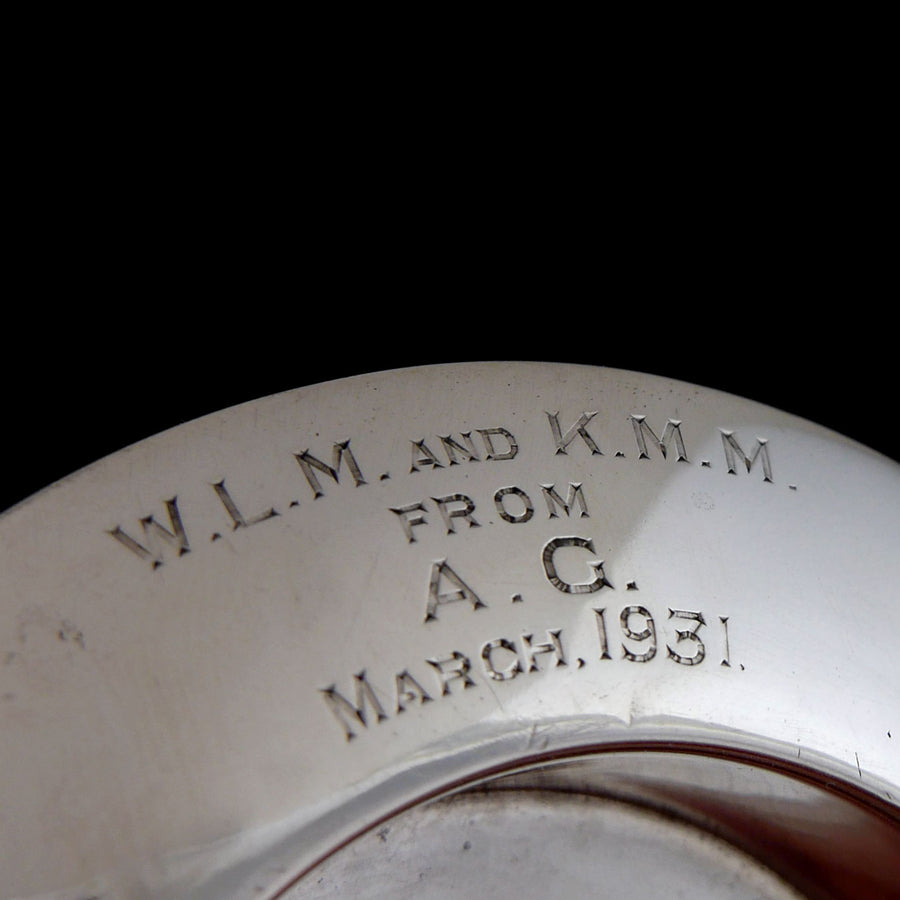 W.L.M. AND K.M.M.
FROM
A. G.
MARCH, 1931.